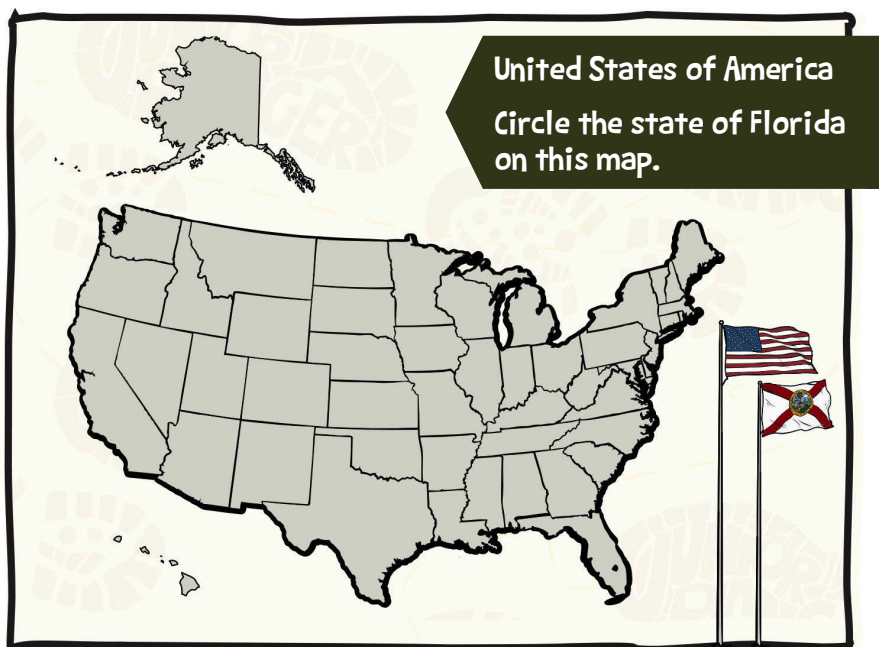 United States of America
Circle the state of Florida
on this map.